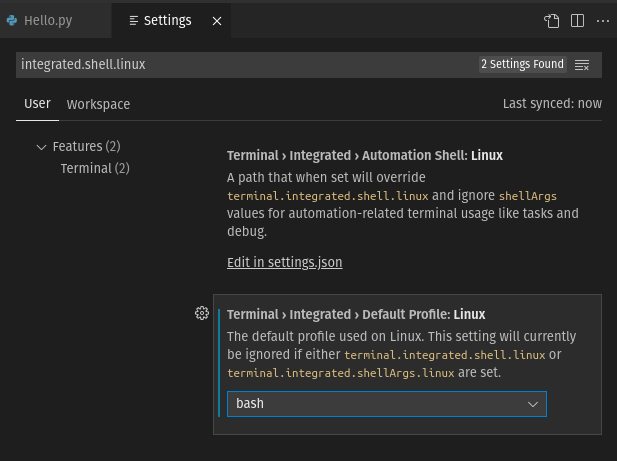 Hello.py
Settings
integrated.shell.linux
2 Settings Found
User
Workspace
Last synced: now
Features (2)
Terminal (2)
Terminal › Integrated › Automation Shell: Linux
A path that when set will override
terminal.integrated.shell.linux and ignore shellArgs
values for automation-related terminal usage like tasks and
debug.
Edit in settings.json
Terminal › Integrated › Default Profile: Linux
The default profile used on Linux. This setting will currently
be ignored if either terminal.integrated.shell.linux or
terminal.integrated.shellArgs.linux are set.
bash